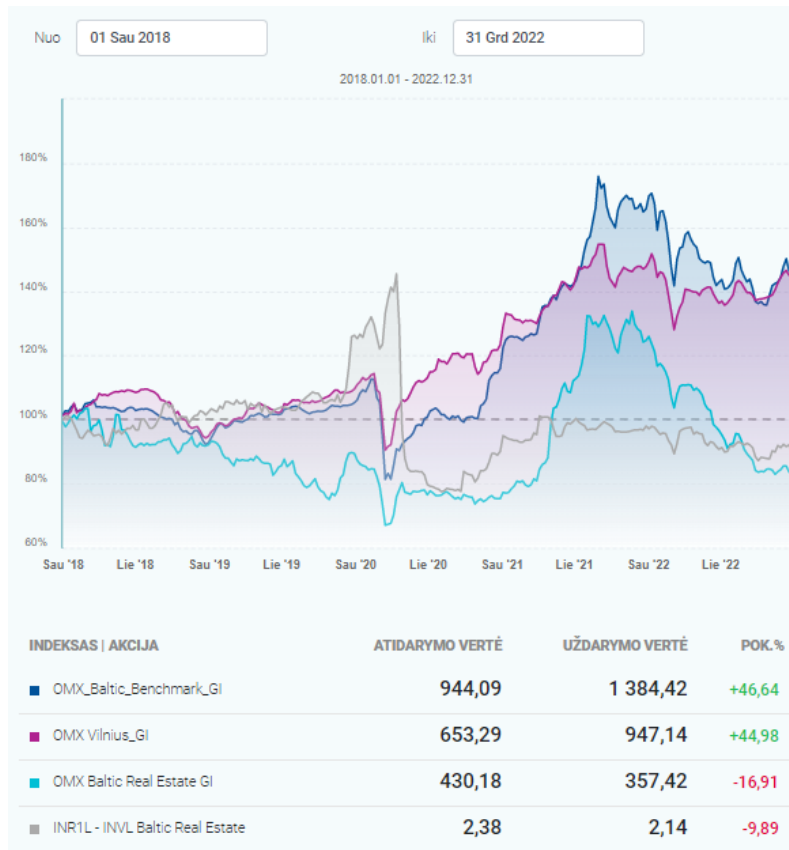 Nuo 01 Sau 2018 Iki 31 Grd 2022
2018.01.01 - 2022.12.31
180%
160%
140%
120%
100%
80%
60%
Sau '18 Lie '18 Sau '19 Lie '19 Sau '20 Lie '20 Sau '21 Lie '21 Sau '22 Lie '22
INDEKSAS | AKCIJA ATIDARYMO VERTĖ UŽDARYMO VERTĖ POK.%
OMX_Baltic_Benchmark_GI 944,09 1 384,42 +46,64
OMX Vilnius_GI 653,29 947,14 +44,98
OMX Baltic Real Estate GI 430,18 357,42 -16,91
INR1L - INVL Baltic Real Estate 2,38 2,14 -9,89